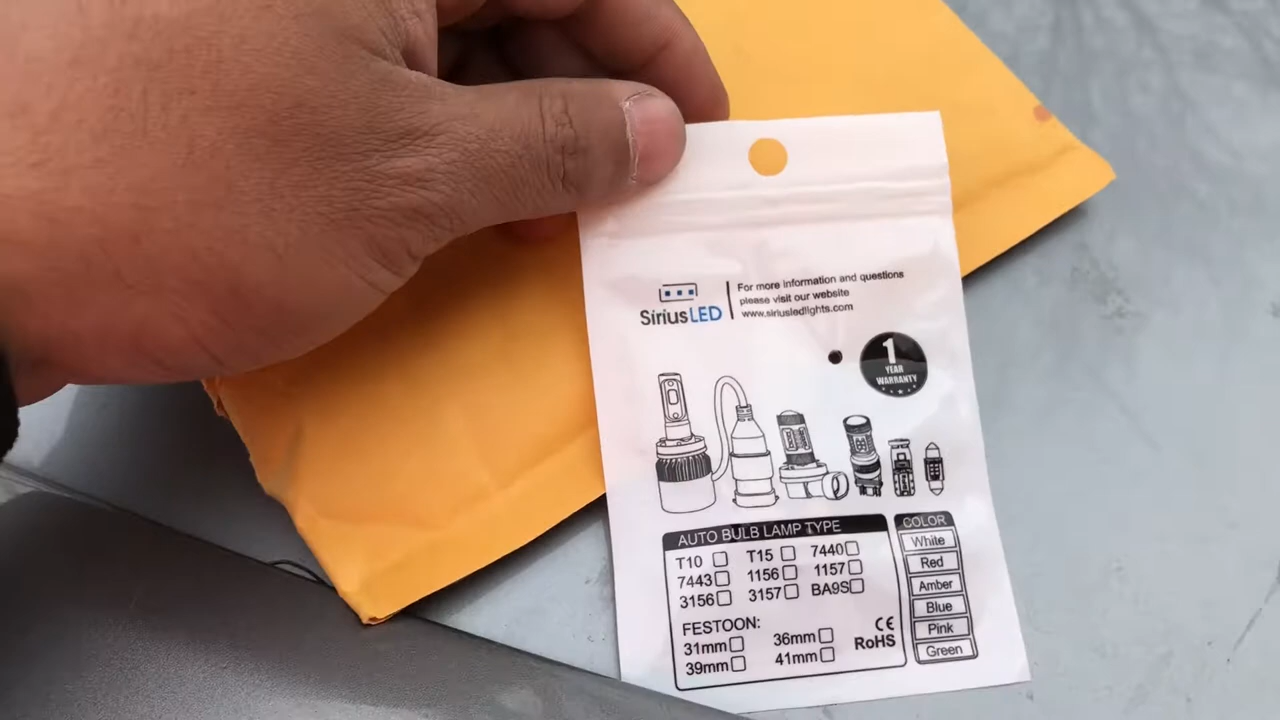 SiriusLED
For more information and questions
please visit our website
www.siriusledlights.com
1
YEAR
WARRANTY
AUTO BULB LAMP TYPE
T10 T15 7440
7443 1156 1157
3156 3157 BA9S
FESTOON:
31mm 36mm
39mm 41mm
CE
RoHS
COLOR
White
Red
Amber
Blue
Pink
Green